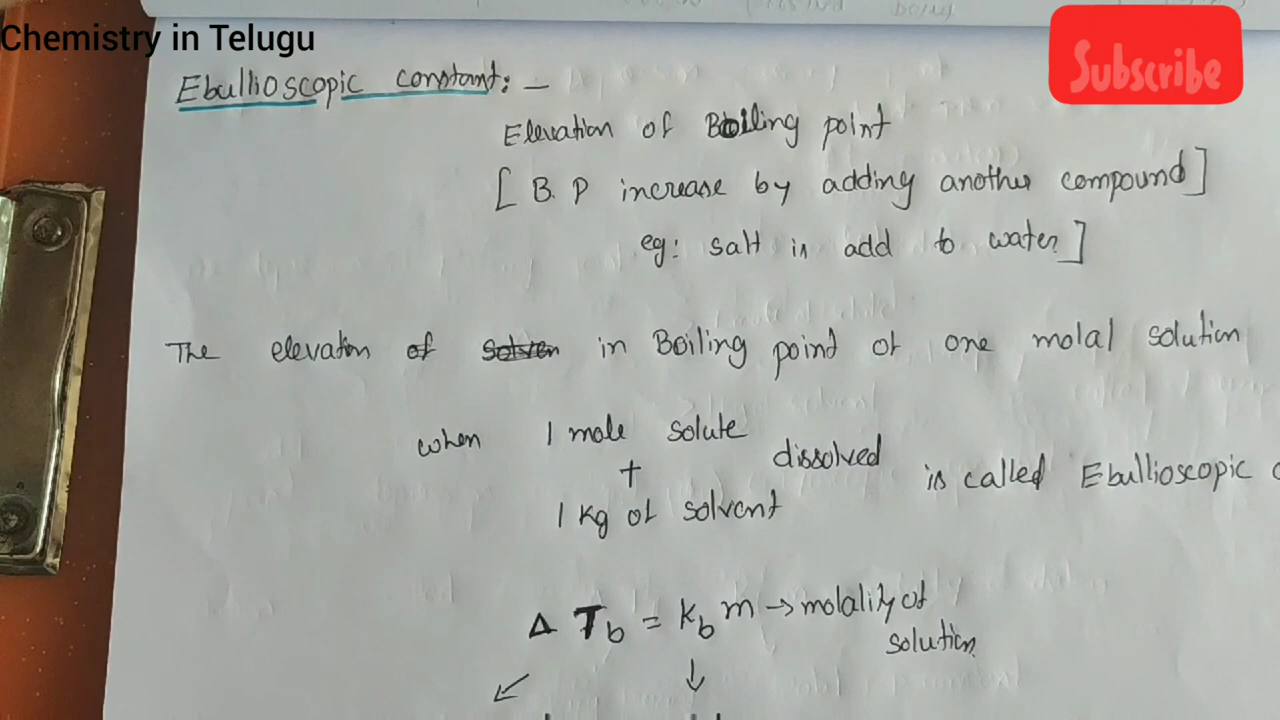 Chemistry in Telugu
Subscribe
Ebullioscopic constant: -
Elevation of Boiling point
[ B.P increase by adding another compound]
eg: salt is add to water]
The elevation of in Boiling point of one molal solution
when 1 mole solute
+
1 kg of solvent
dissolved
is called Ebullioscopic
Δ Tb = Kb m → molality of
solution
↙ ↓